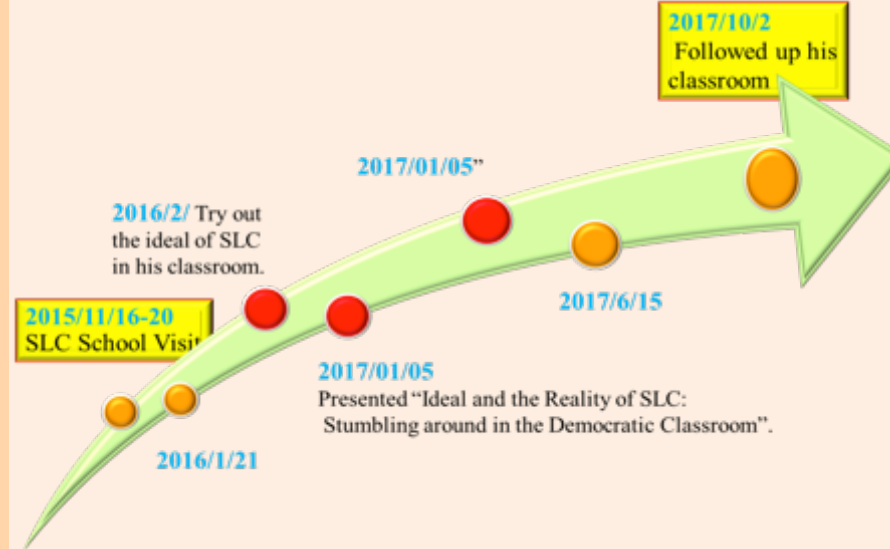 2017/10/2
Followed up his
classroom
2017/01/05”
2016/2/ Try out
the ideal of SLC
in his classroom.
2015/11/16-20
SLC School Visit
2017/6/15
2017/01/05
Presented “Ideal and the Reality of SLC:
Stumbling around in the Democratic Classroom”.
2016/1/21